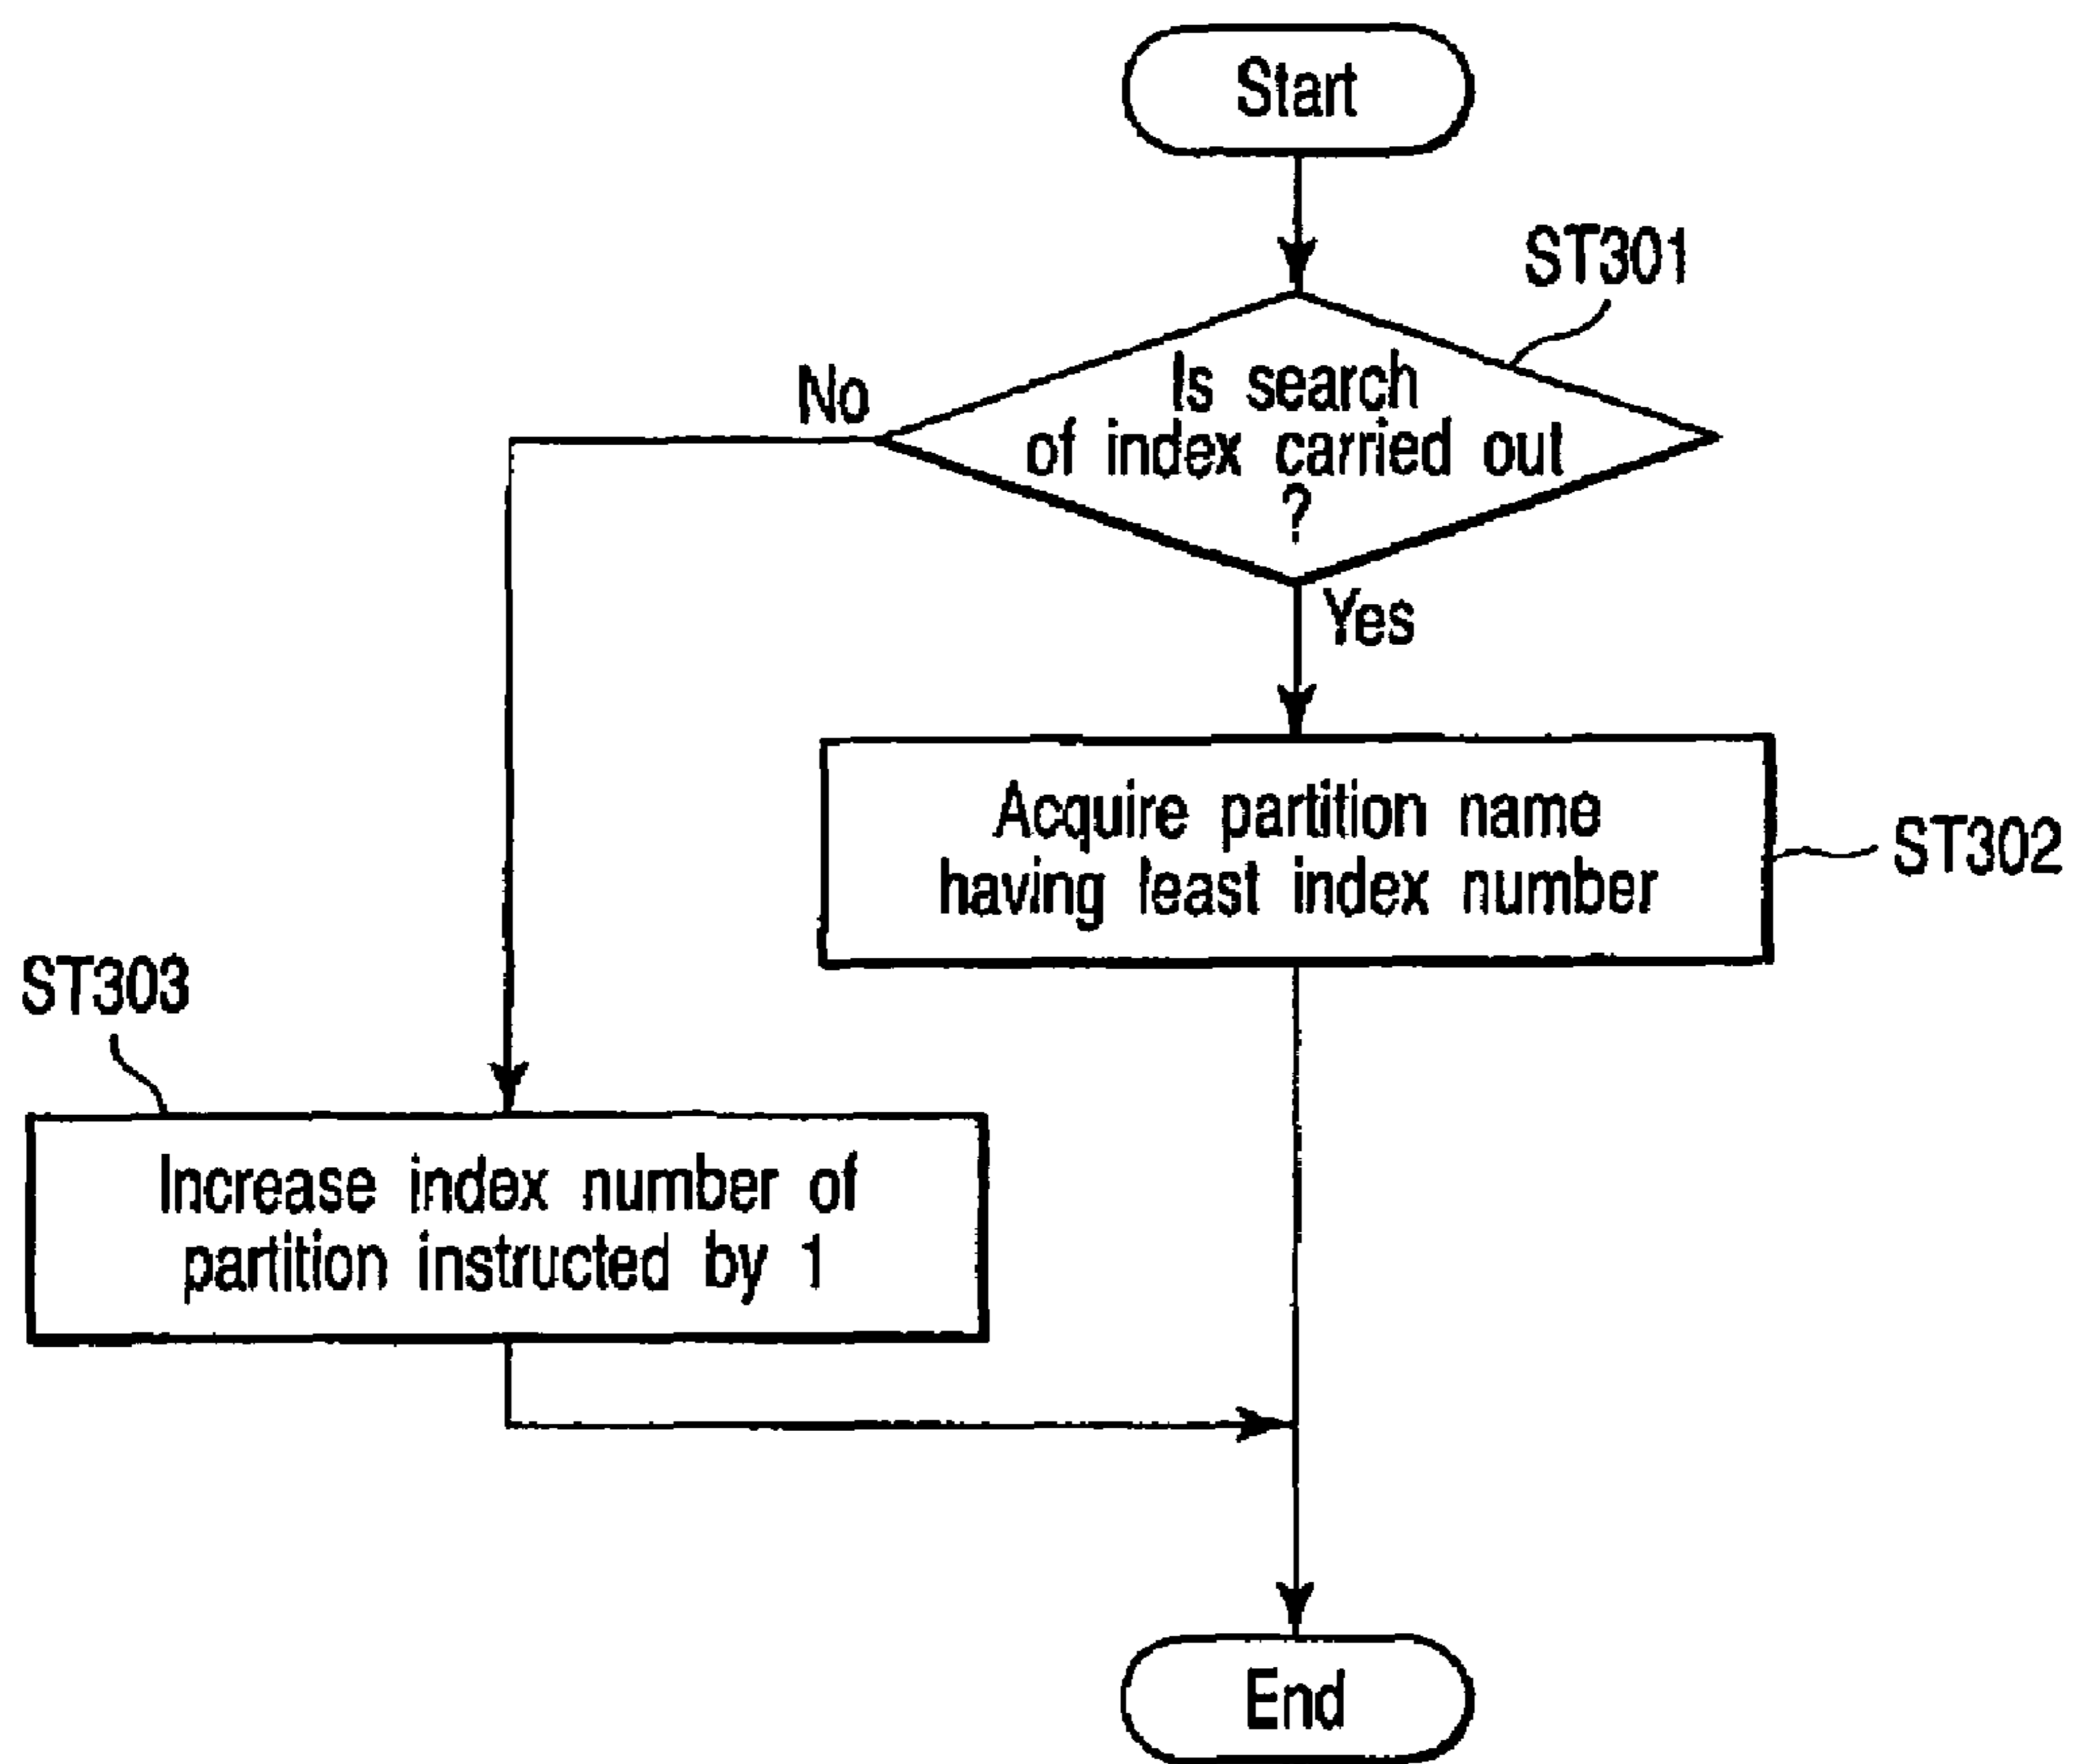 Start
ST301
No
Is search
of index carried out
?
Yes
Acquire partition name
having least index number
ST302
ST303
Increase index number of
partition instructed by 1
End